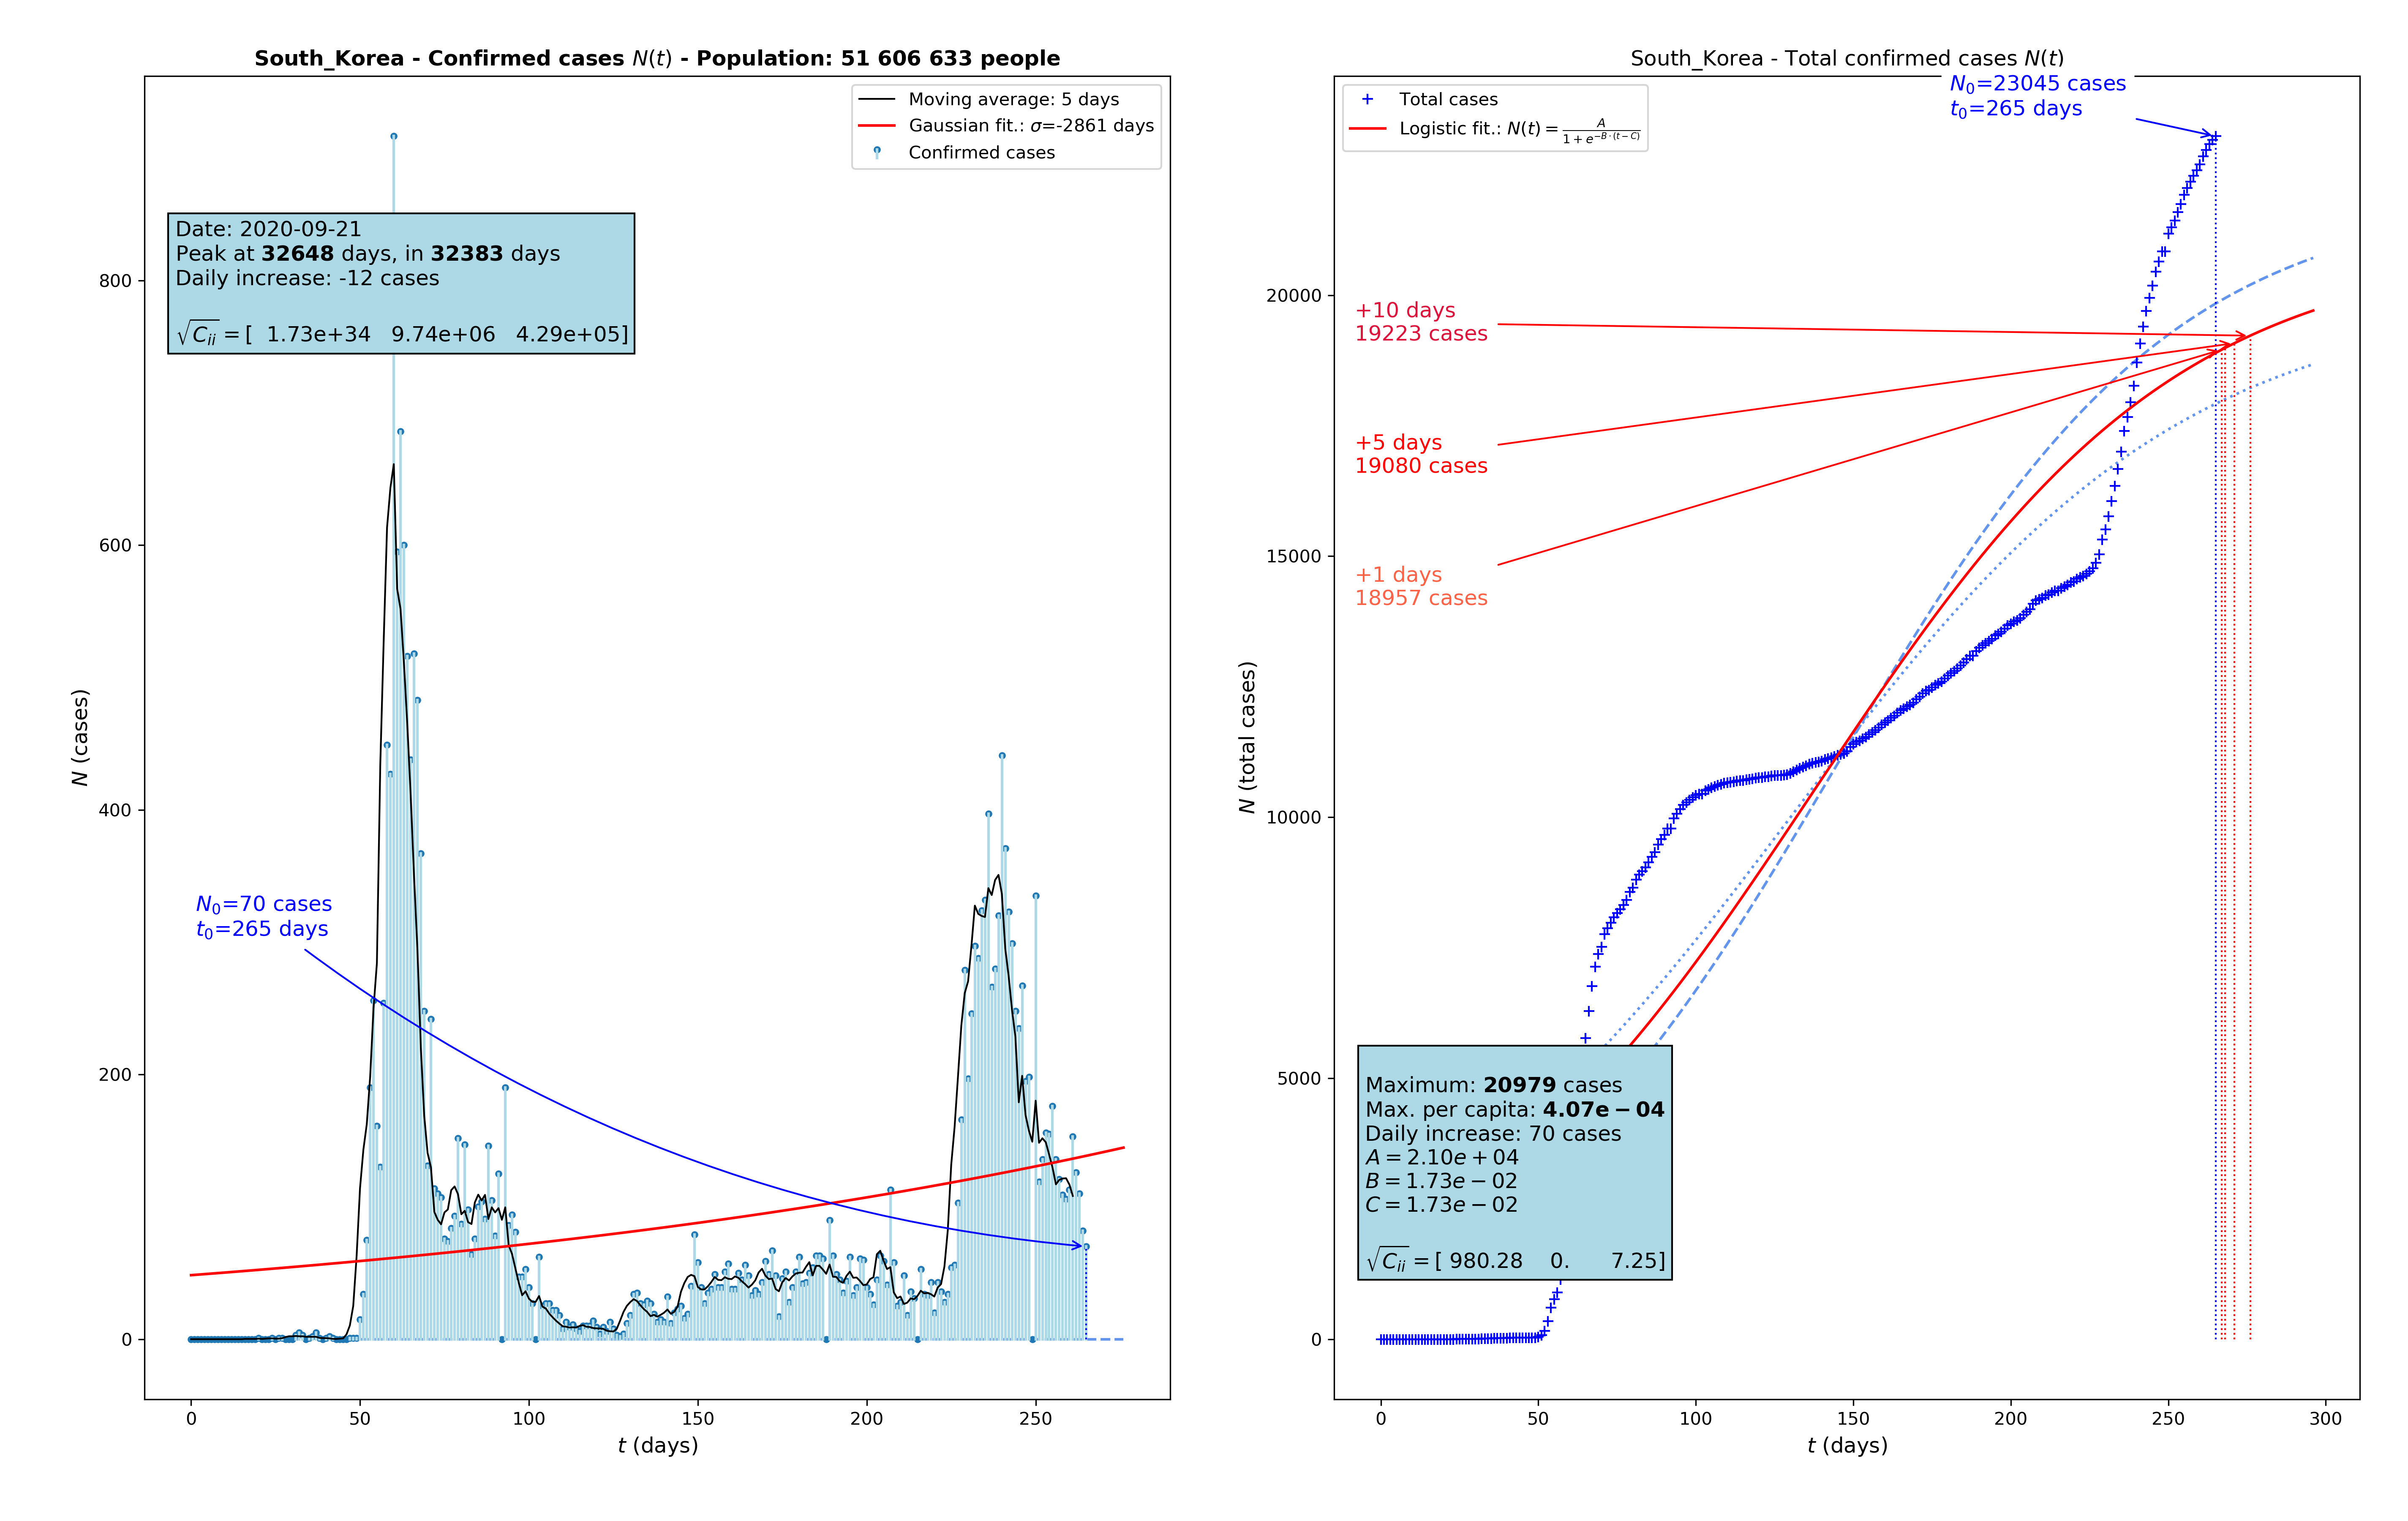 South_Korea - Confirmed cases N(t) - Population: 51 606 633 people
Moving average: 5 days
Gaussian fit.: σ=-2861 days
Confirmed cases
Date: 2020-09-21
Peak at 32648 days, in 32383 days
Daily increase: -12 cases
√C_ii = [ 1.73e+34 9.74e+06 4.29e+05]
N₀=70 cases
t₀=265 days
800
600
400
200
0
N (cases)
0 50 100 150 200 250
t (days)
South_Korea - Total confirmed cases N(t)
Total cases
Logistic fit.: N(t) = A / (1 + e^(−B·(t−C)))
N₀=23045 cases
t₀=265 days
+10 days
19223 cases
+5 days
19080 cases
+1 days
18957 cases
Maximum: 20979 cases
Max. per capita: 4.07e − 04
Daily increase: 70 cases
A = 2.10e + 04
B = 1.73e − 02
C = 1.73e − 02
√C_ii = [ 980.28 0. 7.25]
20000
15000
10000
5000
0
N (total cases)
0 50 100 150 200 250 300
t (days)